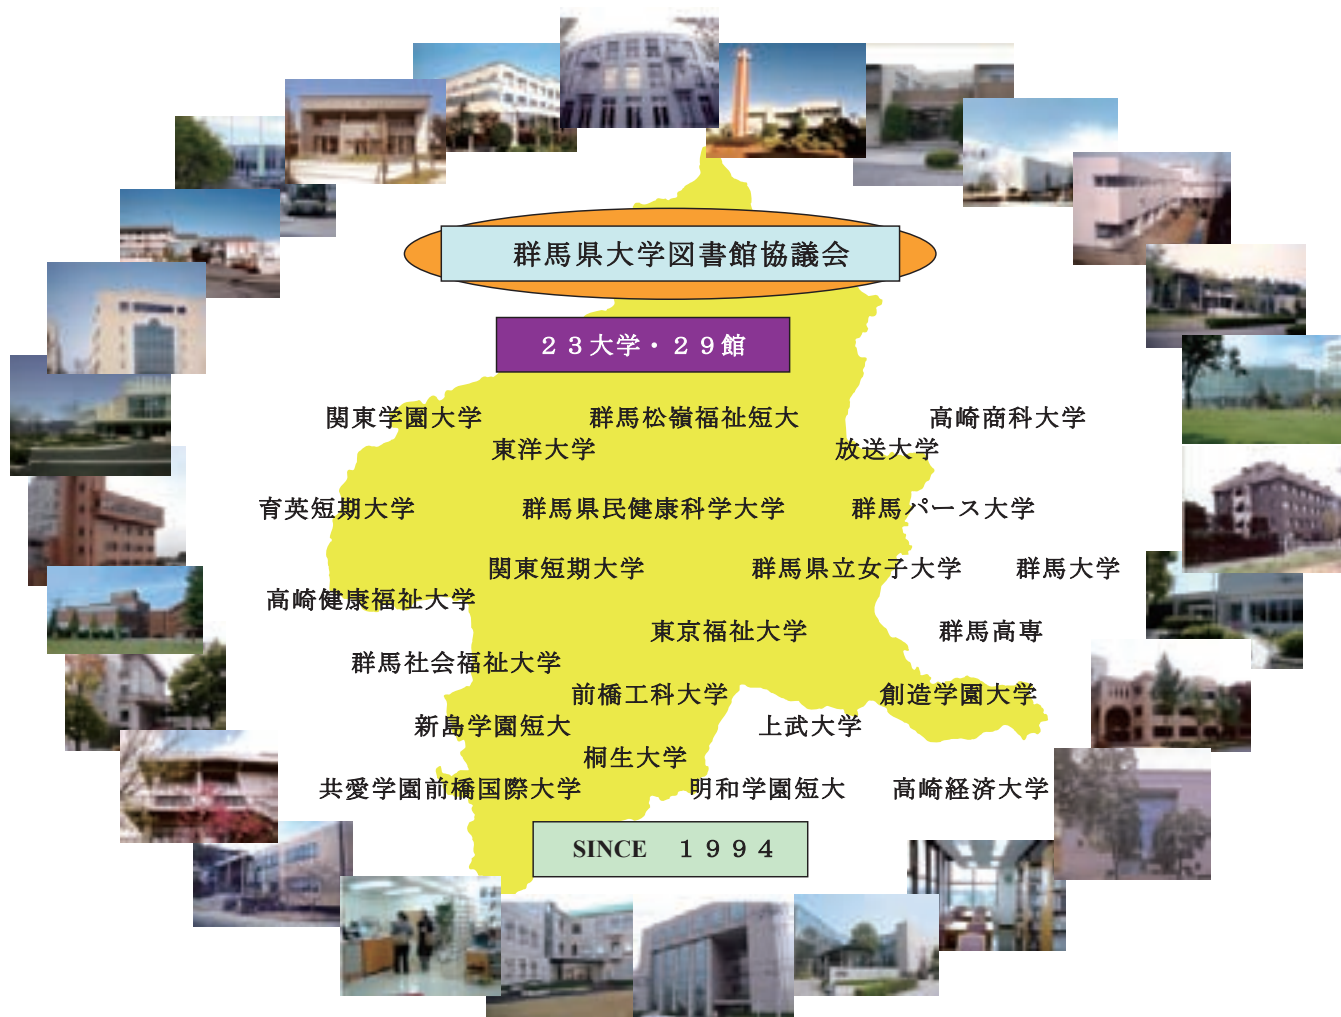 群馬県大学図書館協議会
２３大学・２９館
関東学園大学
群馬松嶺福祉短大
高崎商科大学
東洋大学
放送大学
育英短期大学
群馬県民健康科学大学
群馬パース大学
関東短期大学
群馬県立女子大学
群馬大学
高崎健康福祉大学
東京福祉大学
群馬高専
群馬社会福祉大学
前橋工科大学
創造学園大学
新島学園短大
上武大学
桐生大学
共愛学園前橋国際大学
明和学園短大
高崎経済大学
SINCE　１９９４